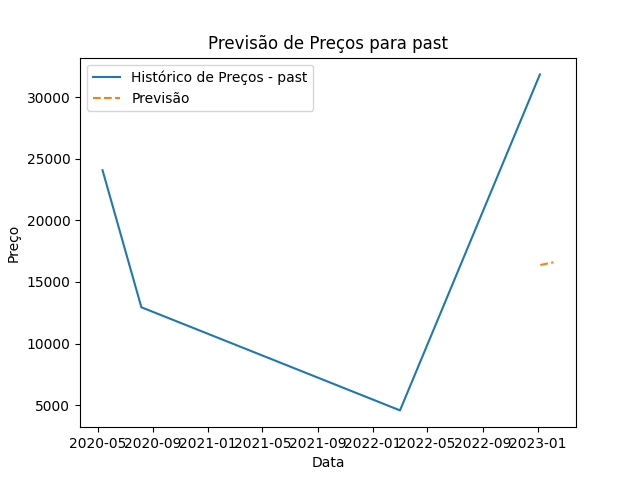 Previsão de Preços para past
Histórico de Preços - past
Previsão
Preço
30000
25000
20000
15000
10000
5000
2020-05 2020-09 2021-01 2021-05 2021-09 2022-01 2022-05 2022-09 2023-01
Data